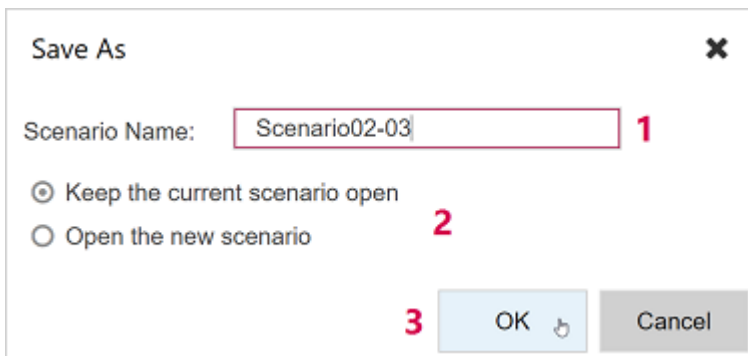 Save As
Scenario Name: Scenario02-03 1
Keep the current scenario open
2
Open the new scenario
3 OK Cancel